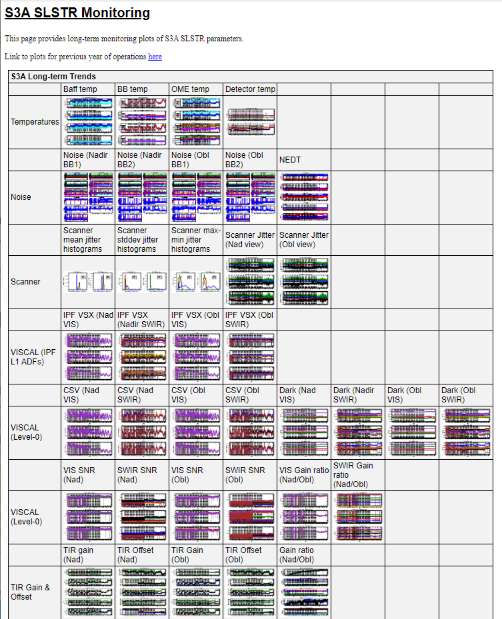 S3A SLSTR Monitoring
This page provides long-term monitoring plots of S3A SLSTR parameters.
Link to plots for previous year of operations here
S3A Long-term Trends
Baff temp BB temp OME temp Detector temp
Temperatures
Noise (Nadir BB1) Noise (Nadir BB2) Noise (Obl BB1) Noise (Obl BB2) NEDT
Noise
Scanner mean jitter histograms Scanner stddev jitter histograms Scanner max-min jitter histograms Scanner Jitter (Nad view) Scanner Jitter (Obl view)
Scanner
IPF VSX (Nad VIS) IPF VSX (Nadir SWIR) IPF VSX (Obl VIS) IPF VSX (Obl SWIR)
VISCAL (IPF L1 ADFs)
CSV (Nad VIS) CSV (Nad SWIR) CSV (Obl VIS) CSV (Obl SWIR) Dark (Nad VIS) Dark (Nadir SWIR) Dark (Obl VIS) Dark (Obl SWIR)
VISCAL (Level-0)
VIS SNR (Nad) SWIR SNR (Nad) VIS SNR (Obl) SWIR SNR (Obl) VIS Gain ratio (Nad/Obl) SWIR Gain ratio (Nad/Obl)
VISCAL (Level-0)
TIR gain (Nad) TIR Offset (Nad) TIR Gain (Obl) TIR Offset (Obl) Gain ratio (Nad/Obl)
TIR Gain & Offset